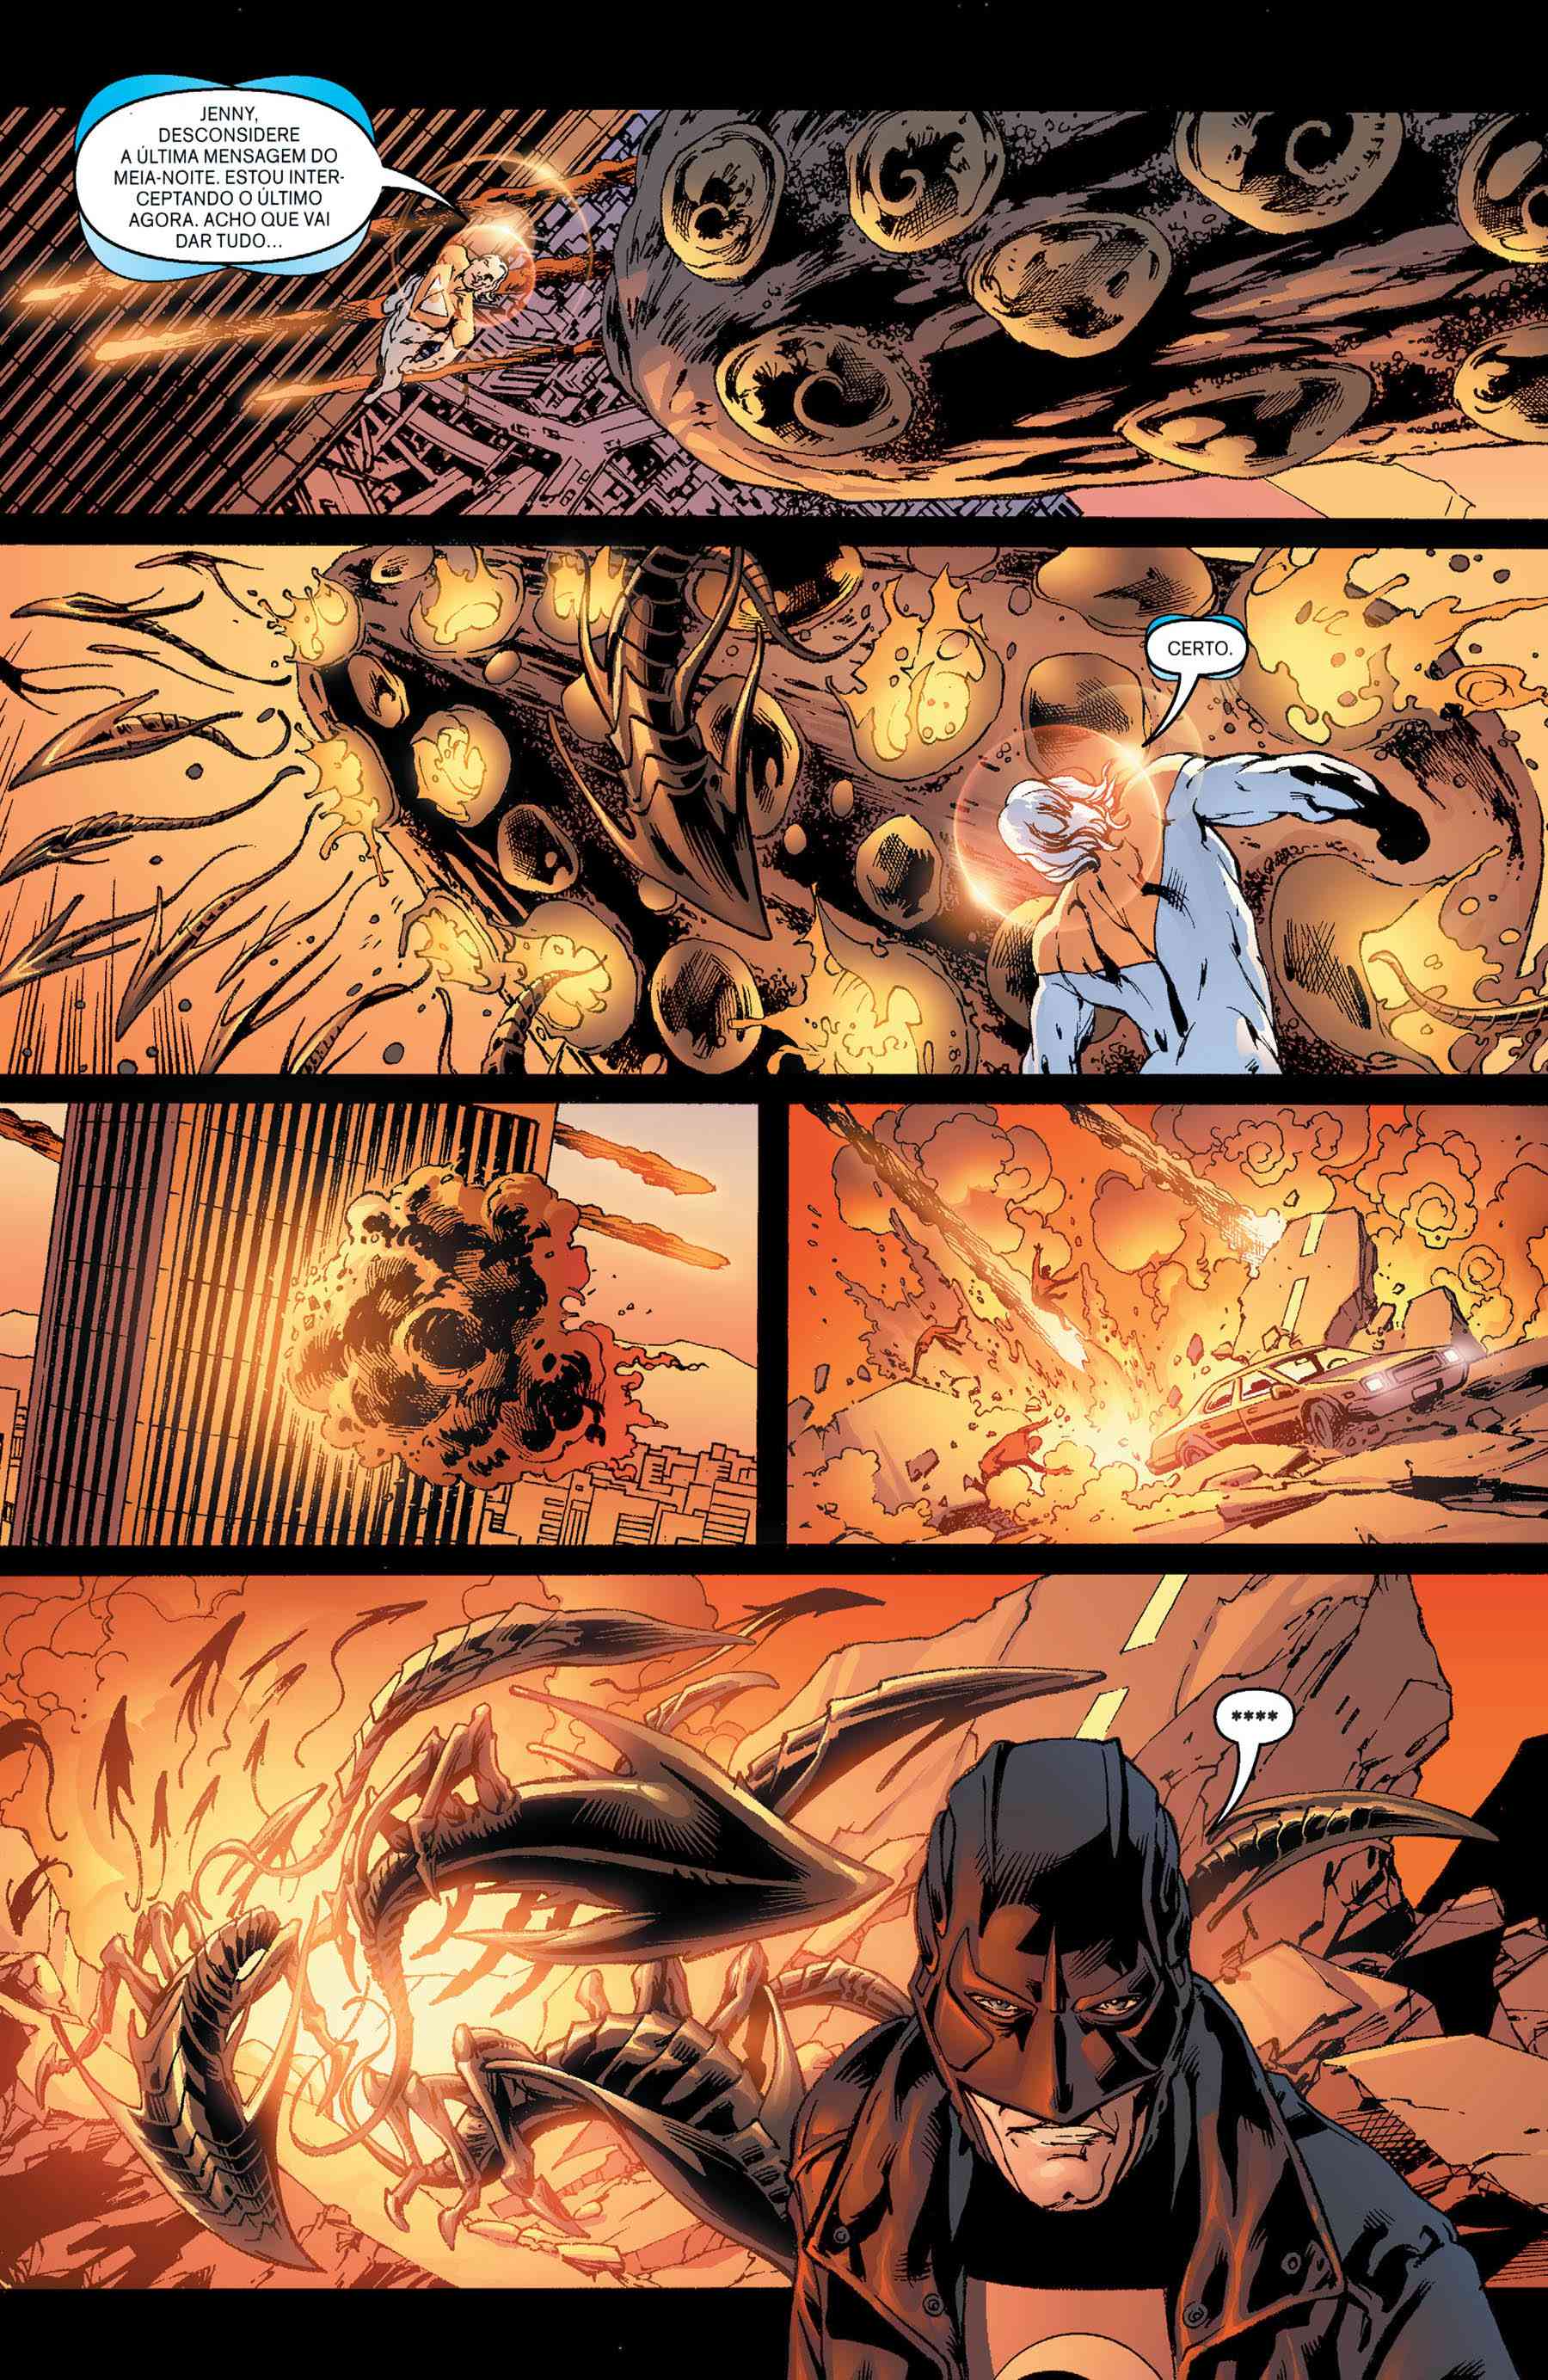 JENNY,
DESCONSIDERE
A ÚLTIMA MENSAGEM DO
MEIA-NOITE. ESTOU INTER-
CEPTANDO O ÚLTIMO
AGORA. ACHO QUE VAI
DAR TUDO...
CERTO.
****